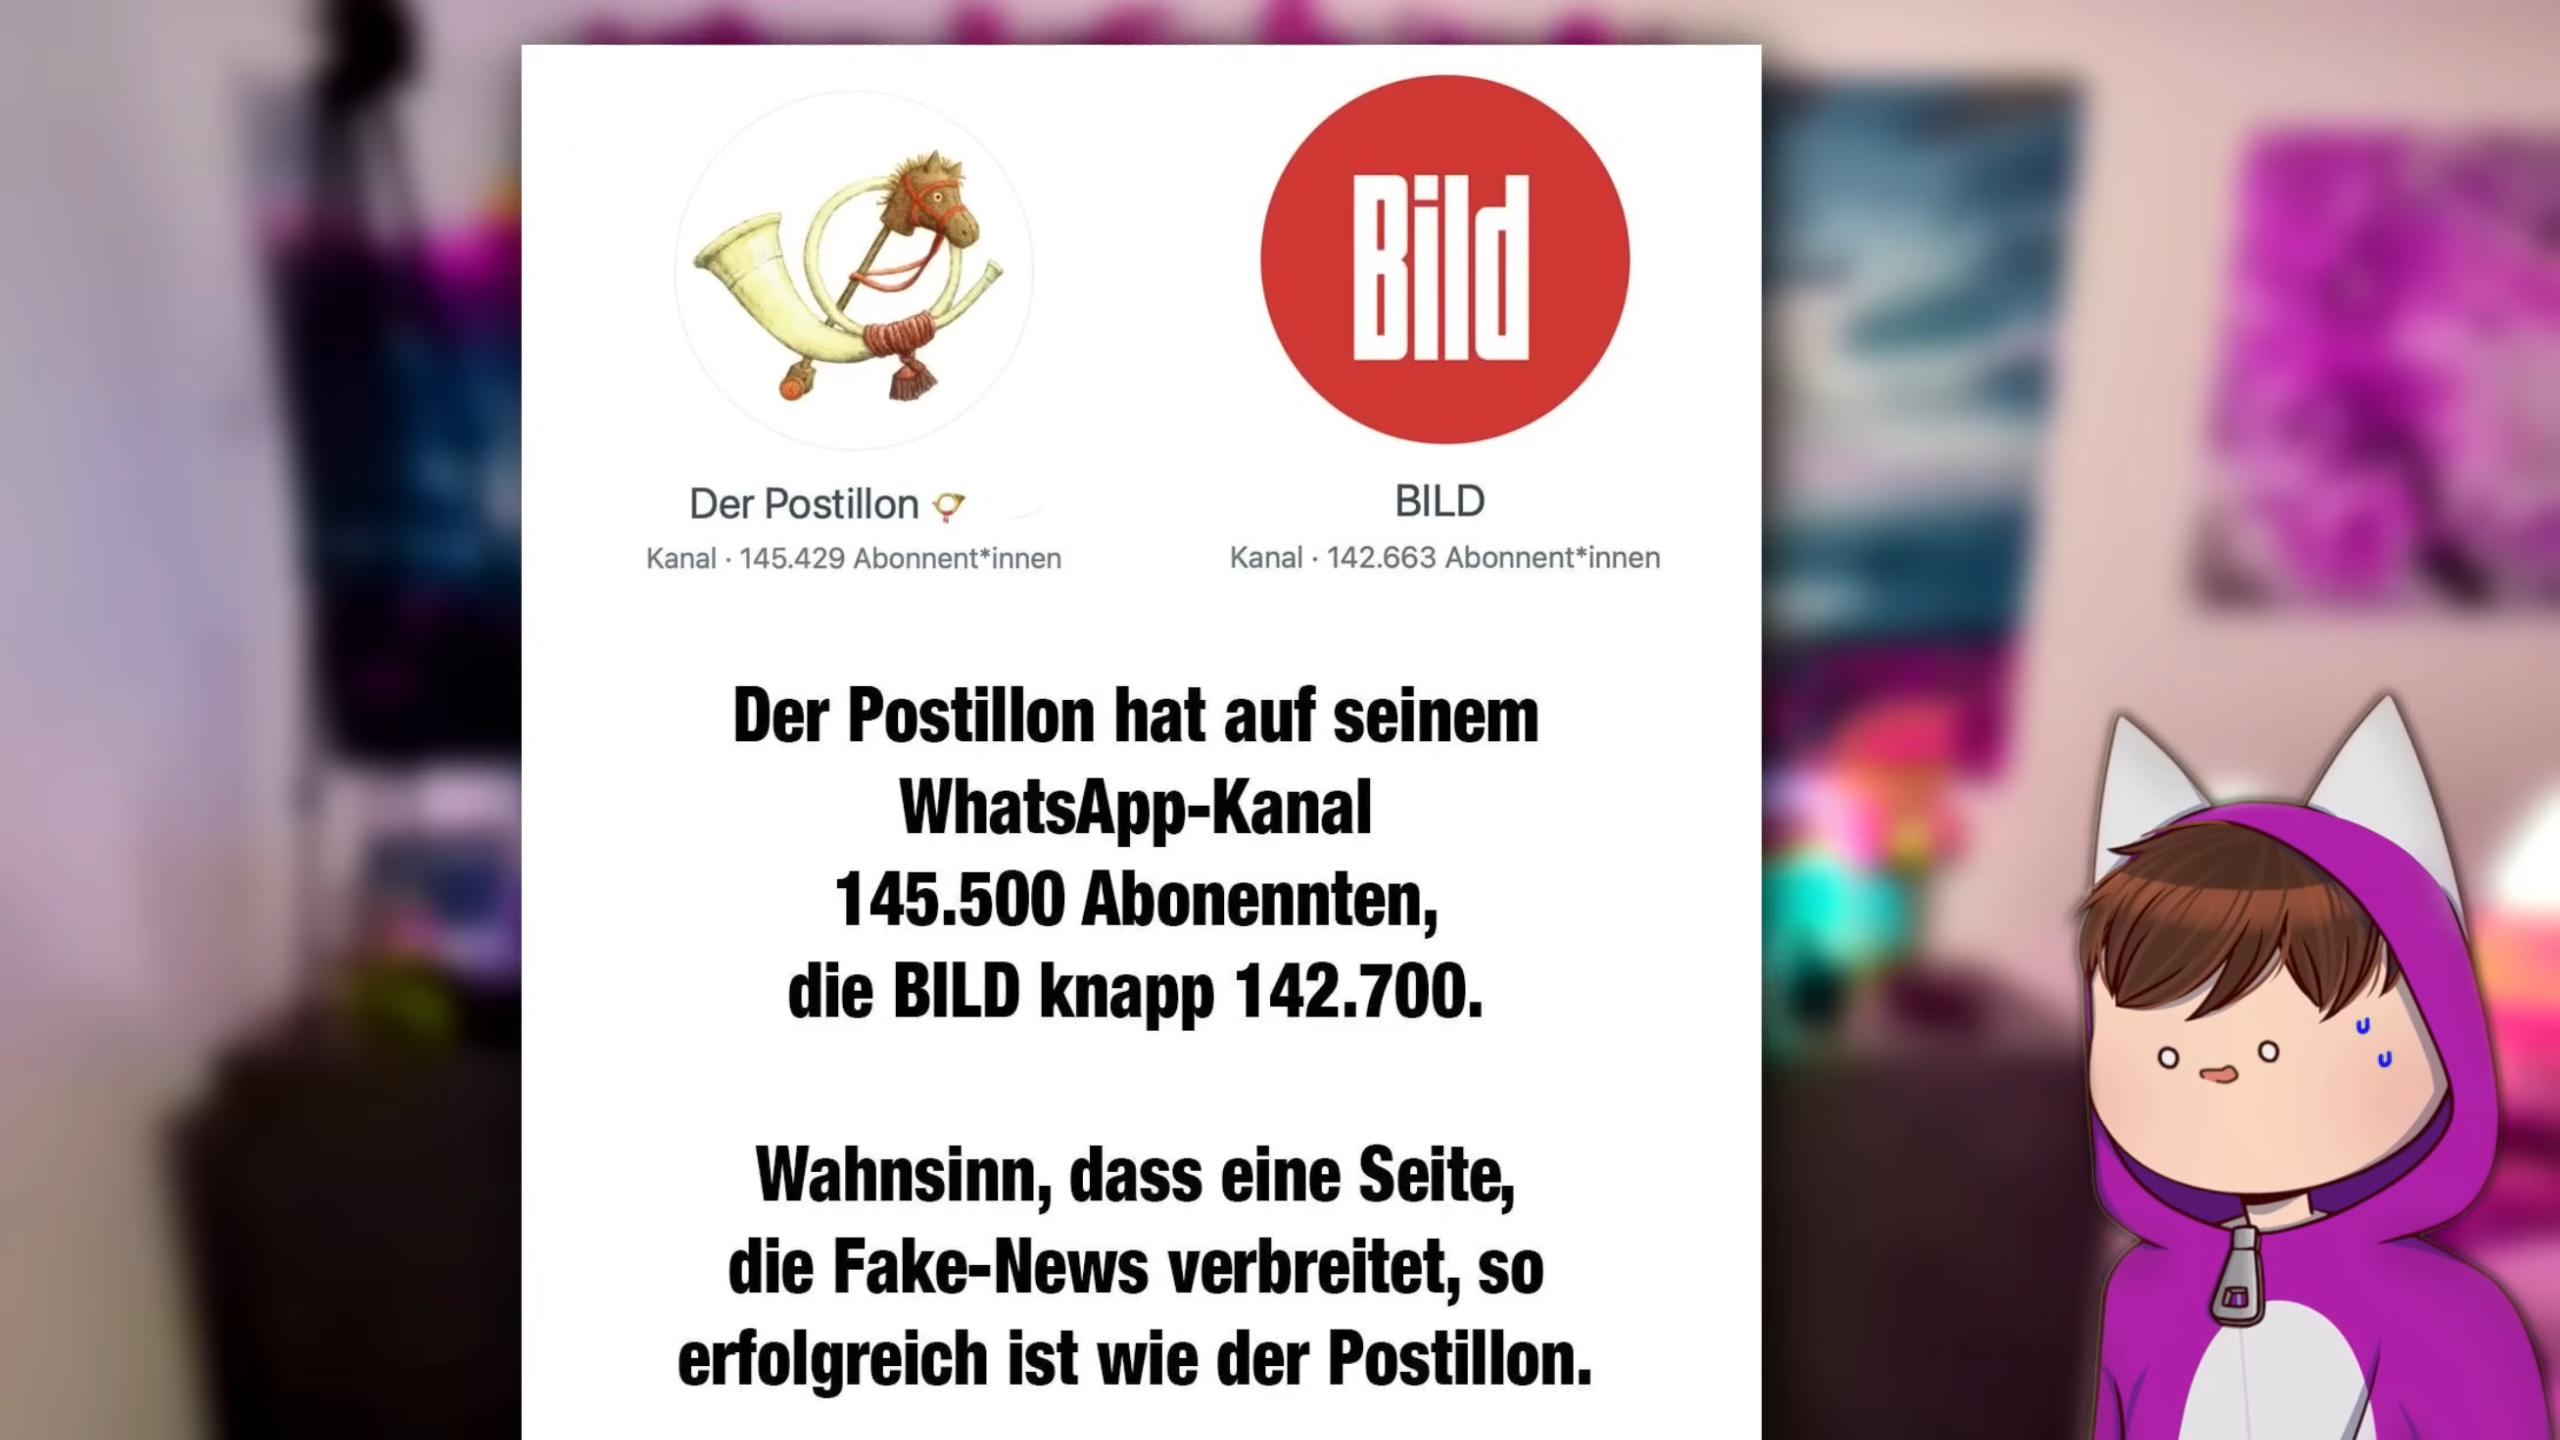 Bild
Der Postillon
BILD
Kanal · 145.429 Abonnent*innen
Kanal · 142.663 Abonnent*innen
Der Postillon hat auf seinem
WhatsApp-Kanal
145.500 Abonennten,
die BILD knapp 142.700.
Wahnsinn, dass eine Seite,
die Fake-News verbreitet, so
erfolgreich ist wie der Postillon.